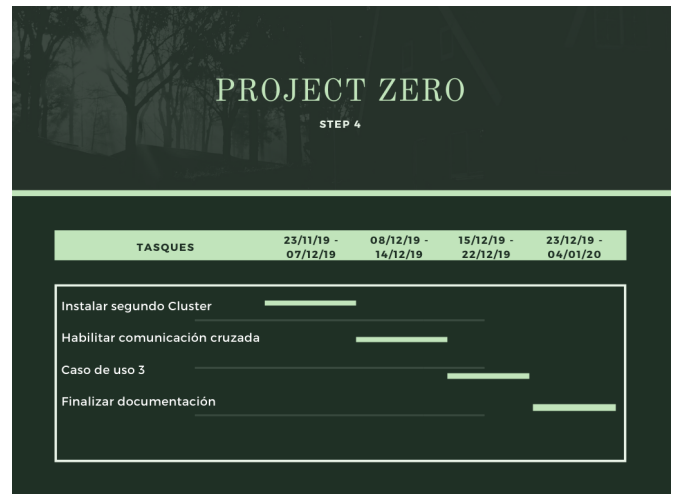 PROJECT ZERO
STEP 4
TASQUES
23/11/19 -
07/12/19
08/12/19 -
14/12/19
15/12/19 -
22/12/19
23/12/19 -
04/01/20
Instalar segundo Cluster
Habilitar comunicación cruzada
Caso de uso 3
Finalizar documentación